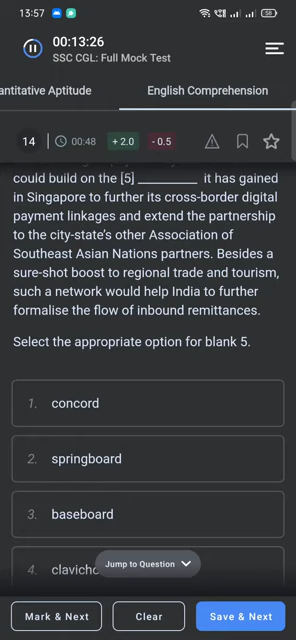 13:57
58
00:13:26
SSC CGL: Full Mock Test
antitative Aptitude
English Comprehension
14
00:48
+ 2.0
- 0.5
could build on the [5] __________ it has gained
in Singapore to further its cross-border digital
payment linkages and extend the partnership
to the city-state's other Association of
Southeast Asian Nations partners. Besides a
sure-shot boost to regional trade and tourism,
such a network would help India to further
formalise the flow of inbound remittances.
Select the appropriate option for blank 5.
1. concord
2. springboard
3. baseboard
4. clavich
Jump to Question
Mark & Next
Clear
Save & Next